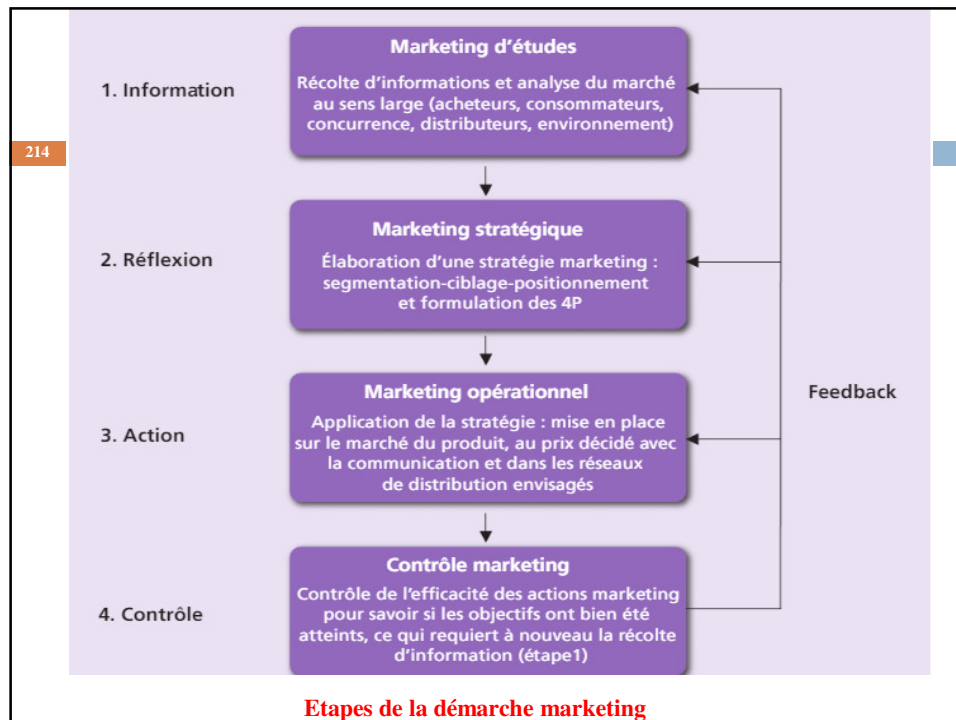 Marketing d'études
1. Information
Récolte d'informations et analyse du marché
au sens large (acheteurs, consommateurs,
concurrence, distributeurs, environnement)
214
Marketing stratégique
2. Réflexion
Élaboration d'une stratégie marketing :
segmentation-ciblage-positionnement
et formulation des 4P
Marketing opérationnel
Feedback
3. Action
Application de la stratégie : mise en place
sur le marché du produit, au prix décidé avec
la communication et dans les réseaux
de distribution envisagés
Contrôle marketing
4. Contrôle
Contrôle de l'efficacité des actions marketing
pour savoir si les objectifs ont bien été
atteints, ce qui requiert à nouveau la récolte
d'information (étape1)
Etapes de la démarche marketing